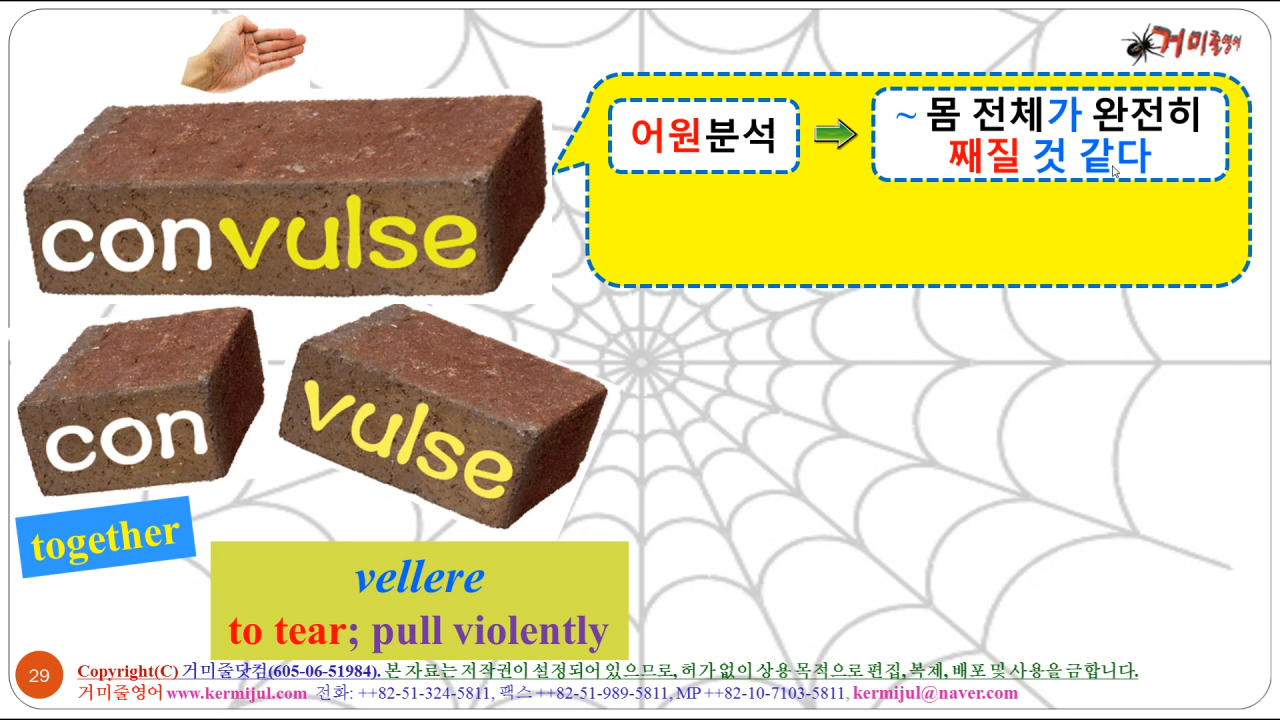 거미줄영어
convulse
어원분석
~ 몸 전체가 완전히
째질 것 같다
con
vulse
together
vellere
to tear; pull violently
29
Copyright(C) 거미줄닷컴(605-06-51984). 본 자료는 저작권이 설정되어 있으므로, 허가 없이 상용 목적으로 편집, 복제, 배포 및 사용을 금합니다.
거미줄영어 www.kermijul.com 전화: ++82-51-324-5811, 팩스 ++82-51-989-5811, MP ++82-10-7103-5811, kermijul@naver.com